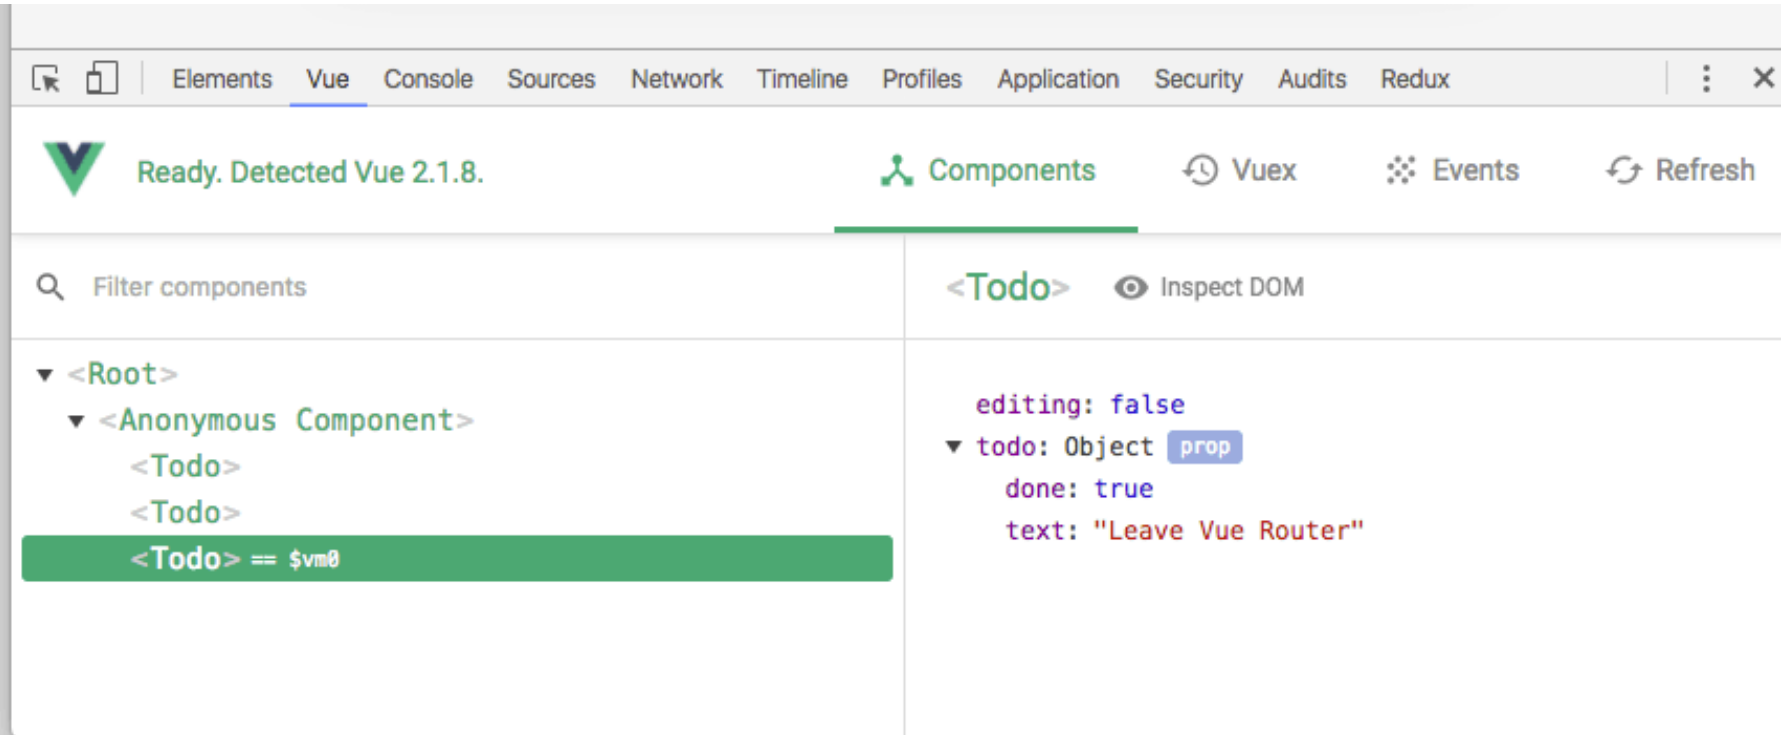 Elements Vue Console Sources Network Timeline Profiles Application Security Audits Redux
Ready. Detected Vue 2.1.8.
Components Vuex Events Refresh
Filter components
<Todo> Inspect DOM
<Root>
<Anonymous Component>
<Todo>
<Todo>
<Todo> == $vm0
editing: false
todo: Object prop
done: true
text: "Leave Vue Router"